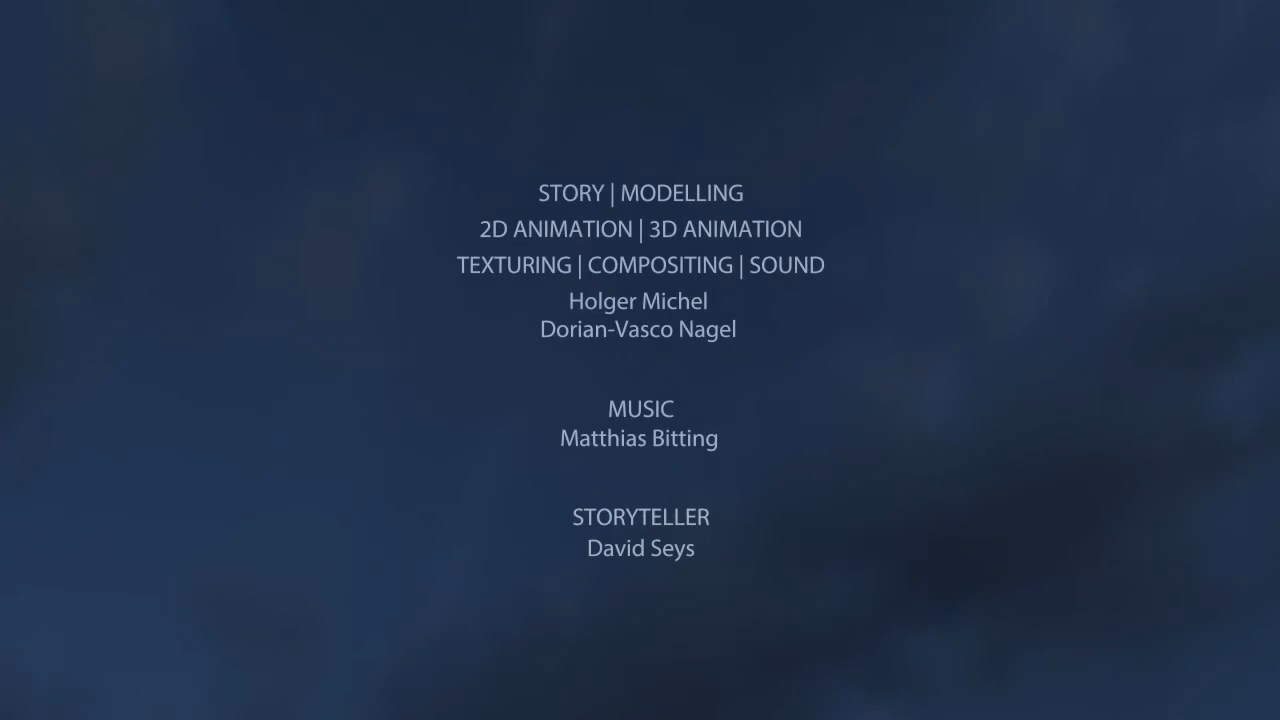 STORY | MODELLING
2D ANIMATION | 3D ANIMATION
TEXTURING | COMPOSITING | SOUND
Holger Michel
Dorian-Vasco Nagel
MUSIC
Matthias Bitting
STORYTELLER
David Seys